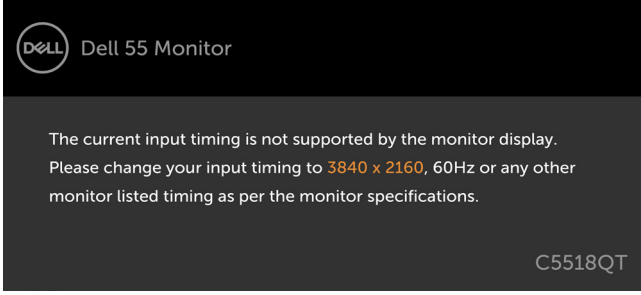 DELL Dell 55 Monitor
The current input timing is not supported by the monitor display.
Please change your input timing to 3840 x 2160, 60Hz or any other
monitor listed timing as per the monitor specifications.
C5518QT